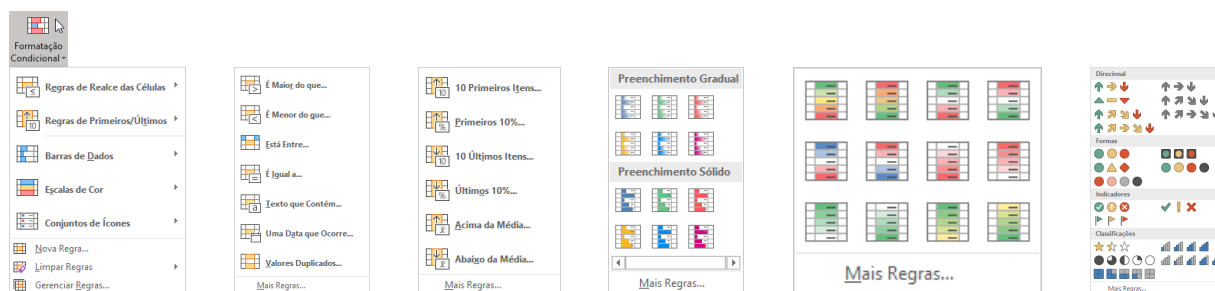 Formatação
Condicional
Regras de Realce das Células
Regras de Primeiros/Últimos
Barras de Dados
Escalas de Cor
Conjuntos de Ícones
Nova Regra...
Limpar Regras
Gerenciar Regras...
É Maior do que...
É Menor do que...
Está Entre...
É Igual a...
Texto que Contém...
Uma Data que Ocorre...
Valores Duplicados...
Mais Regras...
10 Primeiros Itens...
Primeiros 10%...
10 Últimos Itens...
Últimos 10%...
Acima da Média...
Abaixo da Média...
Mais Regras...
Preenchimento Gradual
Preenchimento Sólido
Mais Regras...
Mais Regras...
Direcional
Formas
Indicadores
Classificações
Mais Regras...